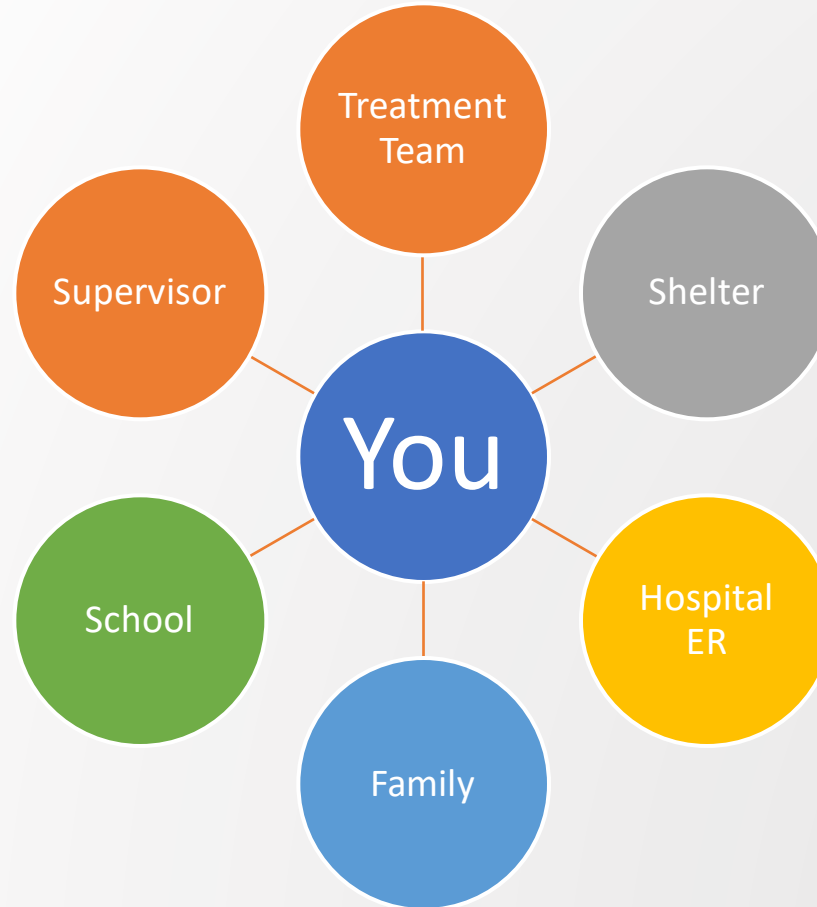 Treatment
Team
Supervisor
Shelter
You
School
Hospital
ER
Family